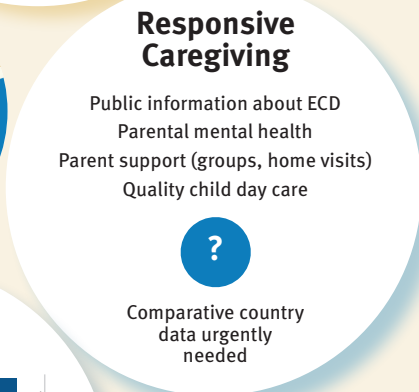 Responsive
Caregiving
Public information about ECD
Parental mental health
Parent support (groups, home visits)
Quality child day care
?
Comparative country
data urgently
needed